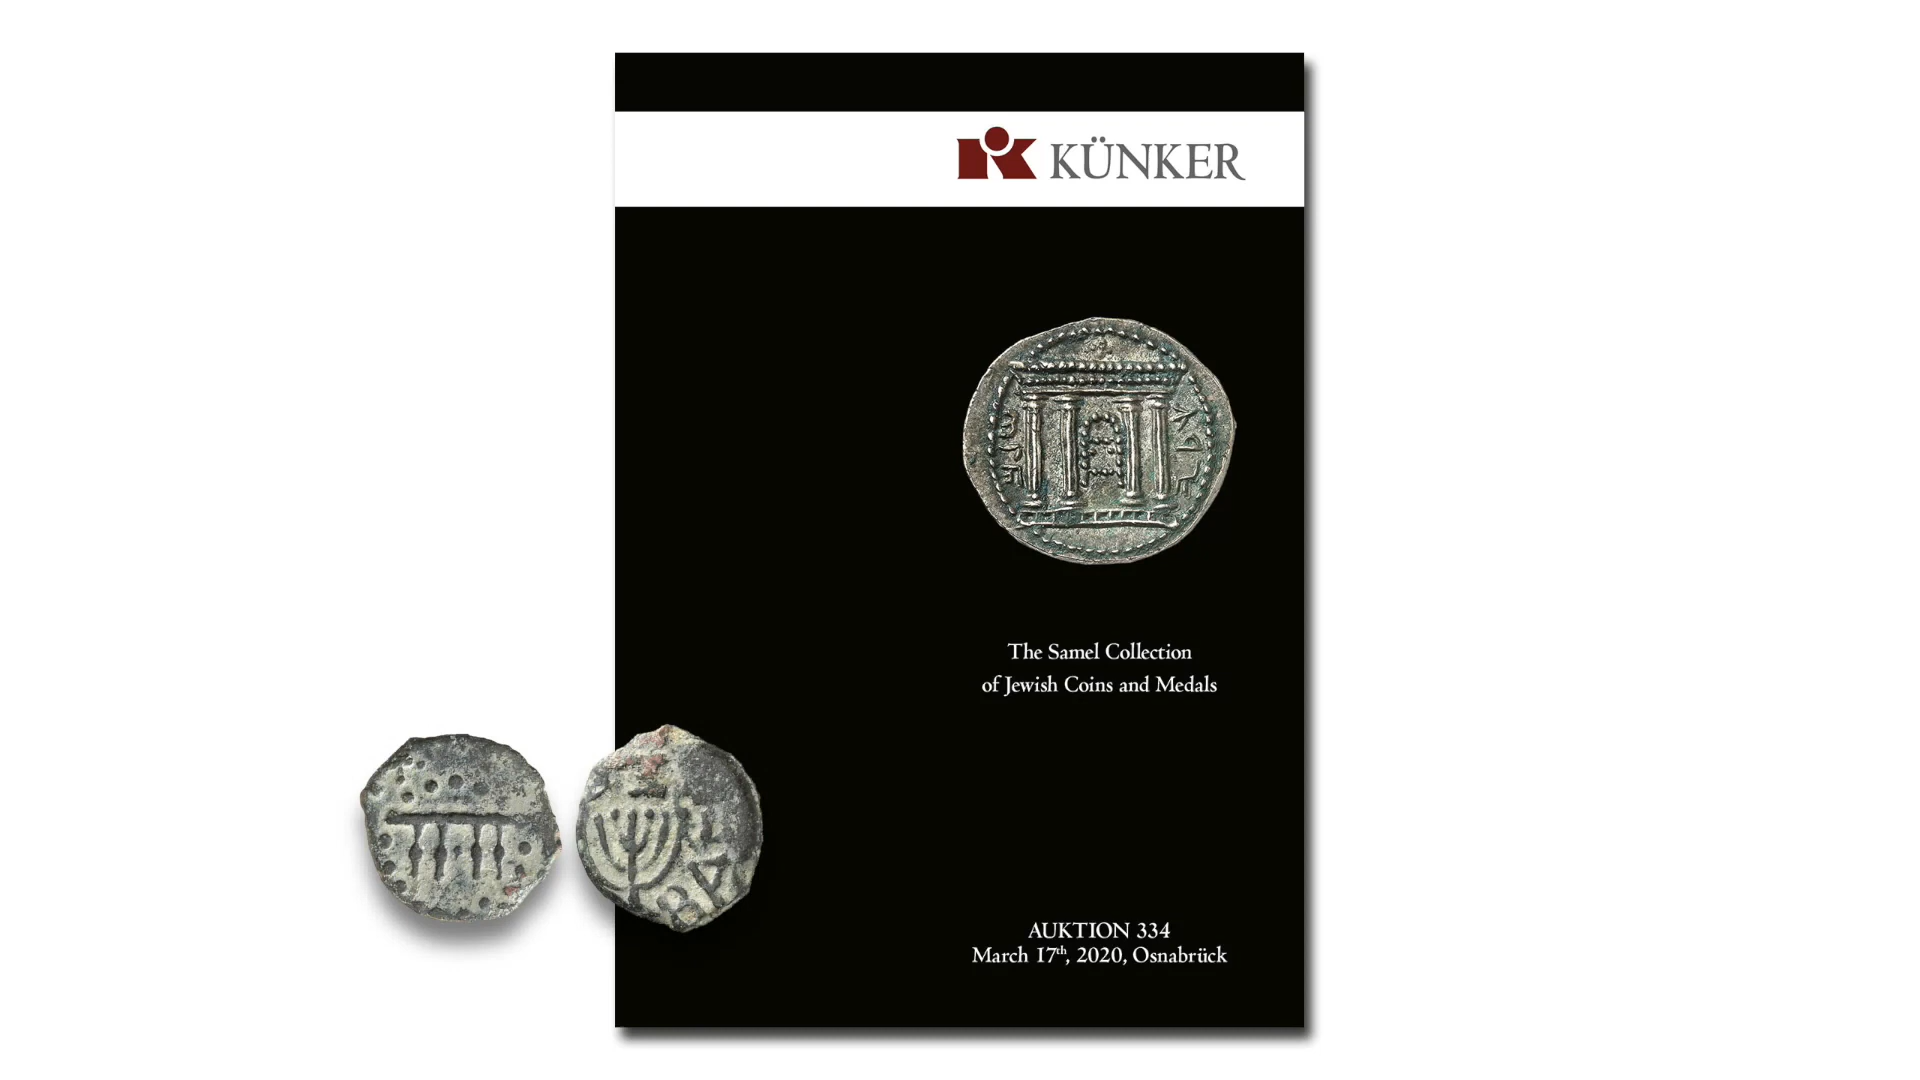 KÜNKER
The Samel Collection
of Jewish Coins and Medals
AUKTION 334
March 17th, 2020, Osnabrück